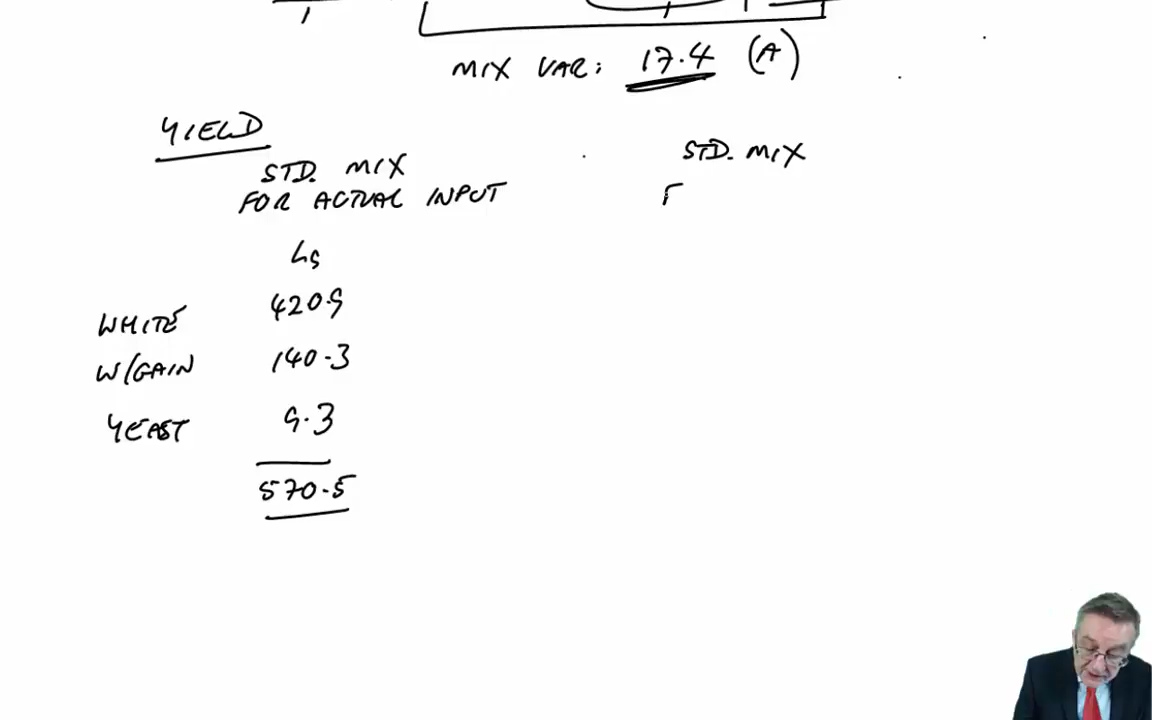 MIX VAR: 17.4 (A)
YIELD
STD. MIX
FOR ACTUAL INPUT
STD. MIX
F
kg
WHITE 420.9
W/GAIN 140.3
YEAST 9.3
570.5